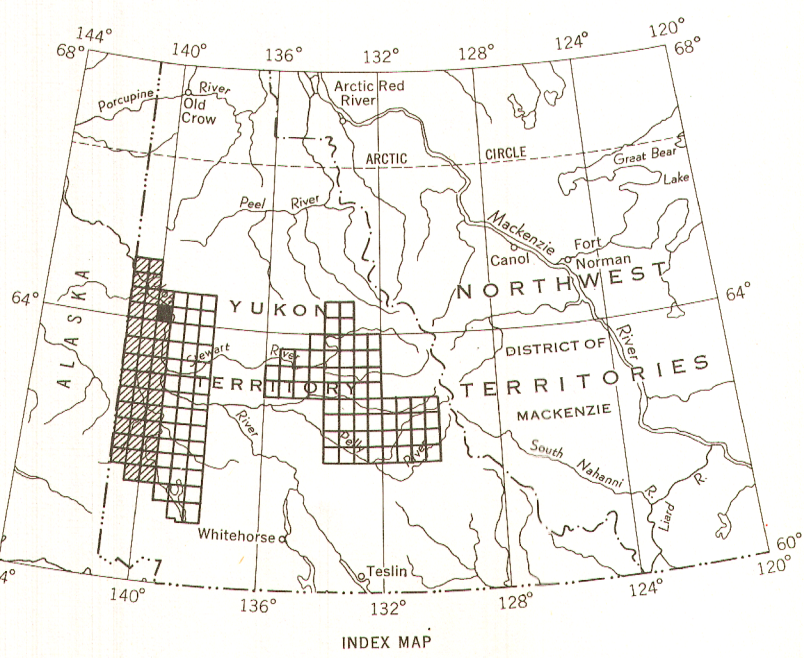 144°
140°
136°
132°
128°
124°
120°
68°
68°
Porcupine
River
Old
Crow
Arctic Red
River
ARCTIC
CIRCLE
Great Bear
Lake
Peel
River
Mackenzie
Canol
Fort
Norman
ALASKA
64°
YUKON
NORTHWEST
64°
Stewart
River
DISTRICT OF
River
TERRITORY
TERRITORIES
MACKENZIE
River
Pelly
River
South
Nahanni
R.
Liard
R.
Whitehorse
Teslin
4°
140°
136°
132°
128°
124°
60°
120°
INDEX MAP